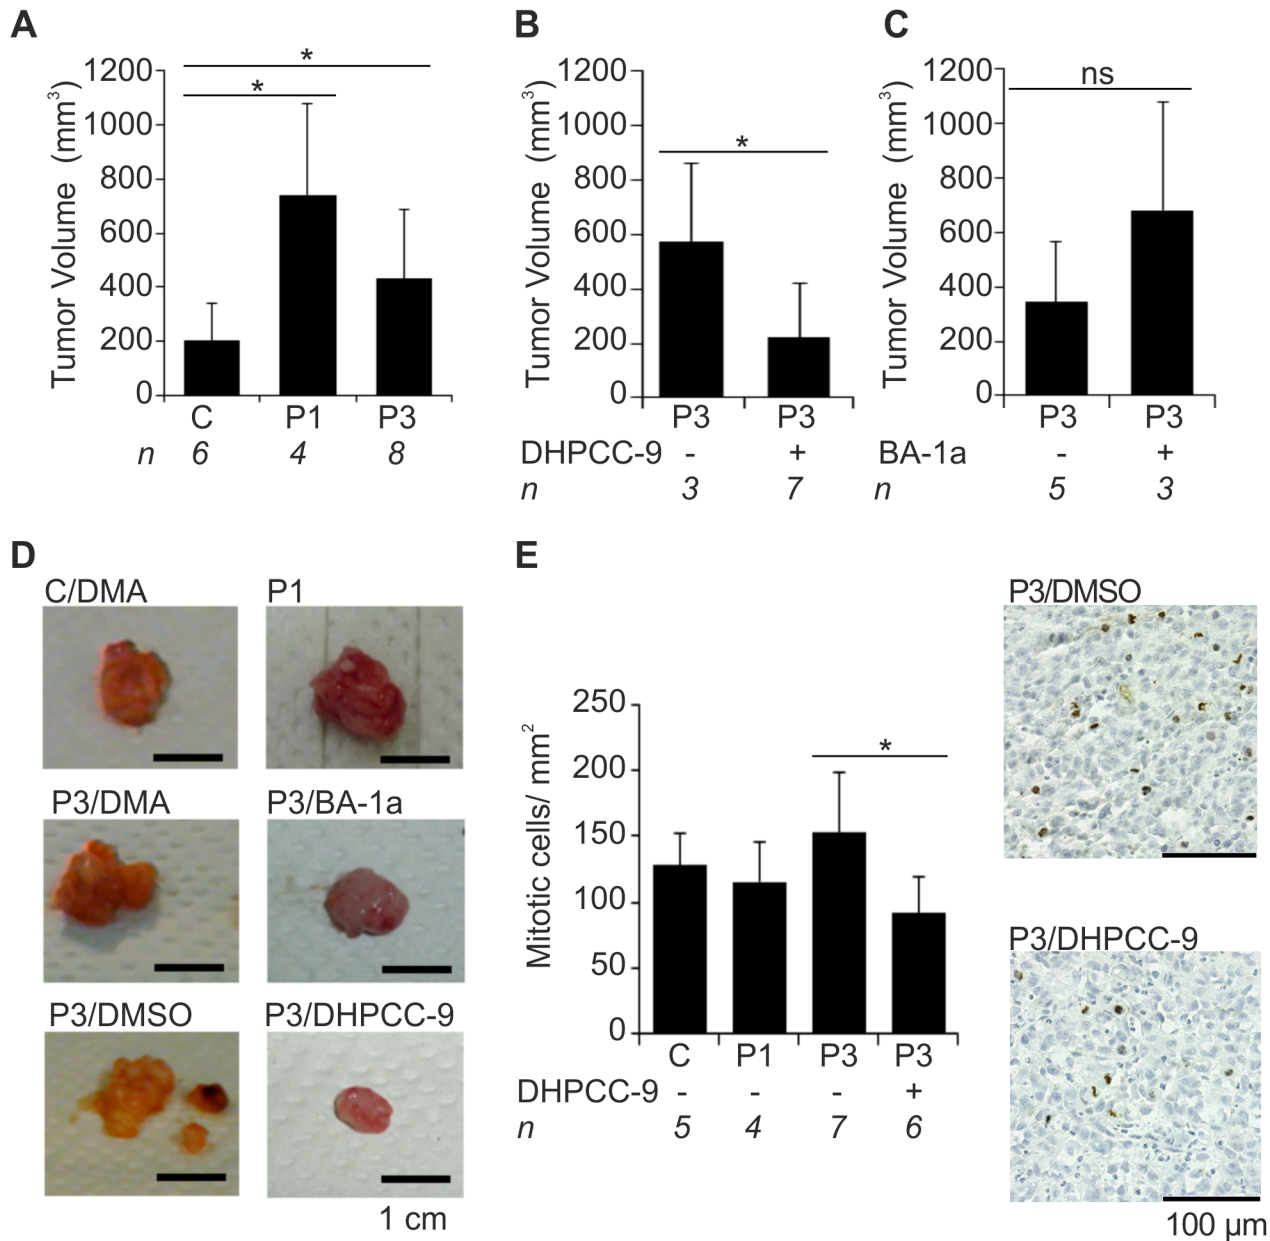 A
Tumor Volume (mm³)
1200
1000
800
600
400
200
0
*
*
C P1 P3
n 6 4 8
B
Tumor Volume (mm³)
1200
1000
800
600
400
200
0
*
P3 P3
DHPCC-9 - +
n 3 7
C
Tumor Volume (mm³)
1200
1000
800
600
400
200
0
ns
P3 P3
BA-1a - +
n 5 3
D
C/DMA P1
P3/DMA P3/BA-1a
P3/DMSO P3/DHPCC-9
1 cm
E
Mitotic cells/ mm²
250
200
150
100
50
0
*
C P1 P3 P3
DHPCC-9 - - - +
n 5 4 7 6
P3/DMSO
P3/DHPCC-9
100 µm